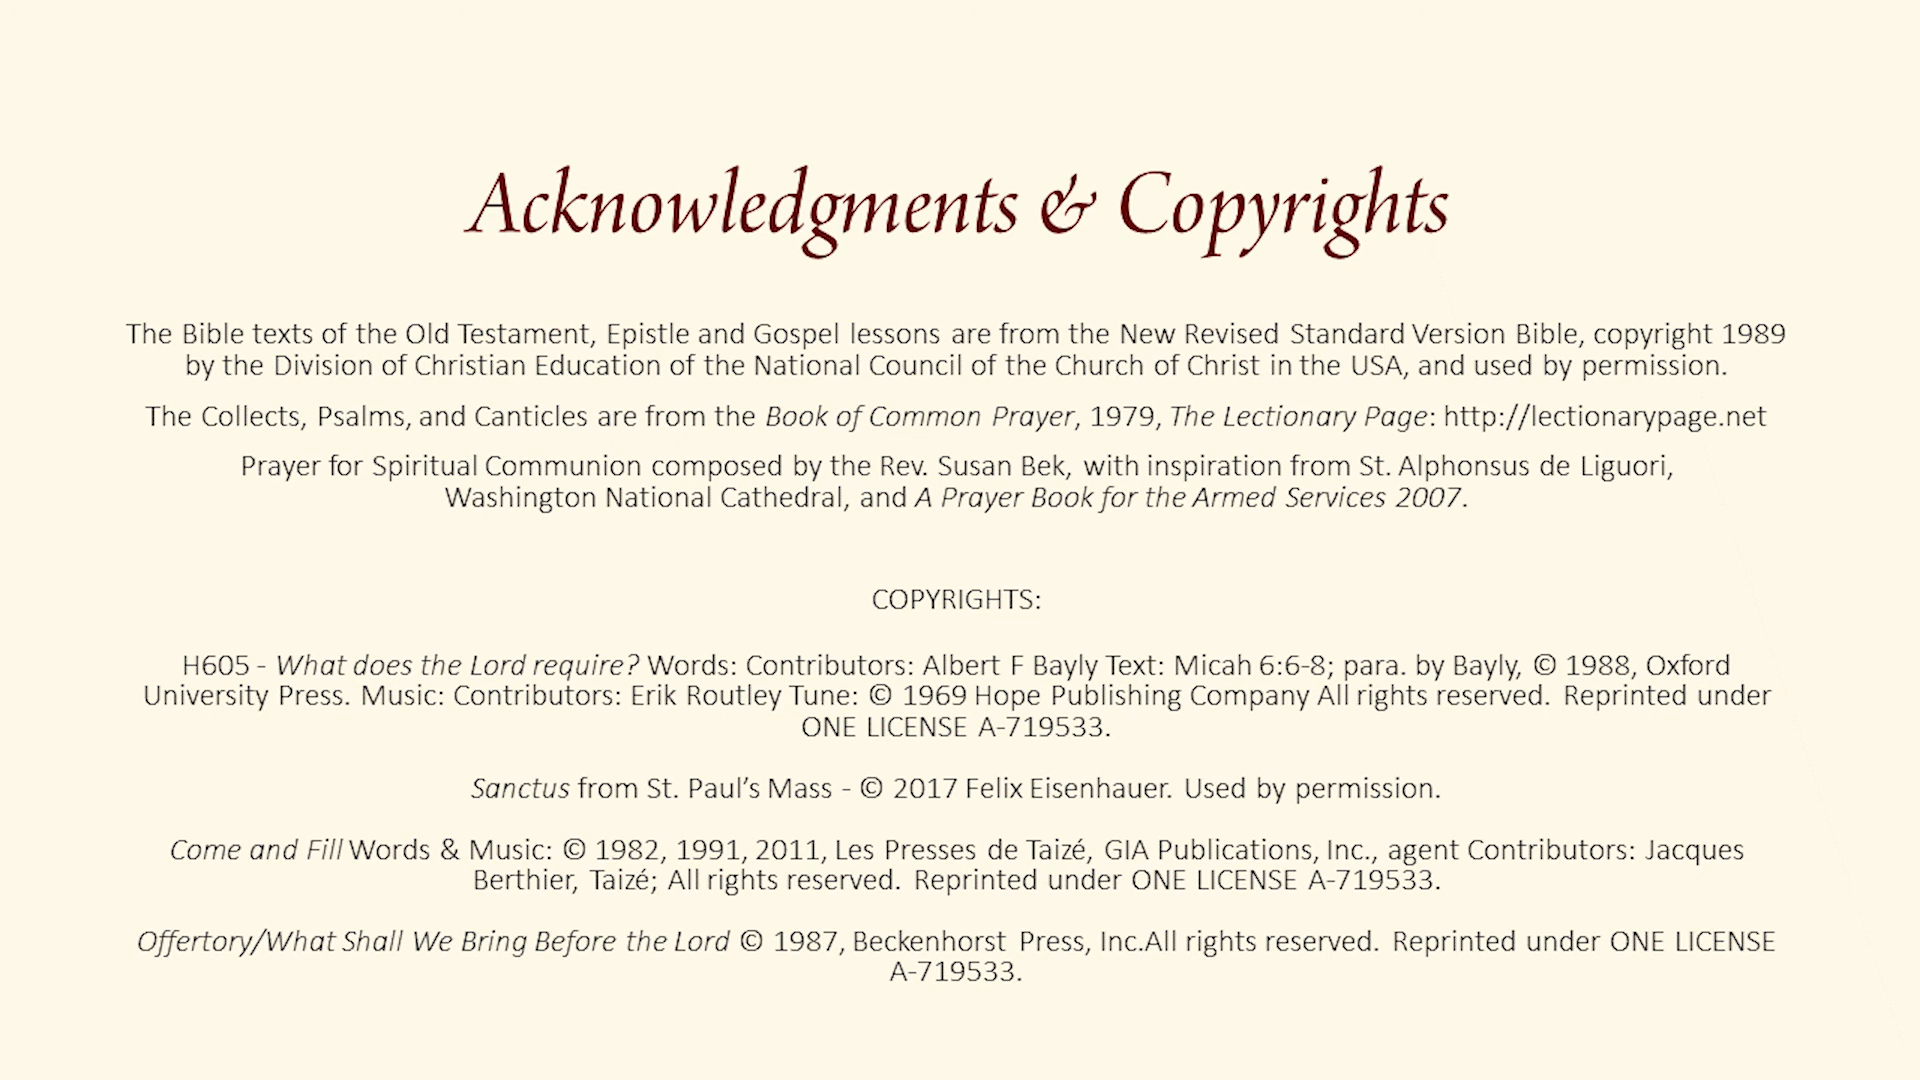 Acknowledgments & Copyrights
The Bible texts of the Old Testament, Epistle and Gospel lessons are from the New Revised Standard Version Bible, copyright 1989
by the Division of Christian Education of the National Council of the Church of Christ in the USA, and used by permission.
The Collects, Psalms, and Canticles are from the Book of Common Prayer, 1979, The Lectionary Page: http://lectionarypage.net
Prayer for Spiritual Communion composed by the Rev. Susan Bek, with inspiration from St. Alphonsus de Liguori,
Washington National Cathedral, and A Prayer Book for the Armed Services 2007.
COPYRIGHTS:
H605 - What does the Lord require? Words: Contributors: Albert F Bayly Text: Micah 6:6-8; para. by Bayly, © 1988, Oxford
University Press. Music: Contributors: Erik Routley Tune: © 1969 Hope Publishing Company All rights reserved. Reprinted under
ONE LICENSE A-719533.
Sanctus from St. Paul’s Mass - © 2017 Felix Eisenhauer. Used by permission.
Come and Fill Words & Music: © 1982, 1991, 2011, Les Presses de Taizé, GIA Publications, Inc., agent Contributors: Jacques
Berthier, Taizé; All rights reserved. Reprinted under ONE LICENSE A-719533.
Offertory/What Shall We Bring Before the Lord © 1987, Beckenhorst Press, Inc.All rights reserved. Reprinted under ONE LICENSE
A-719533.